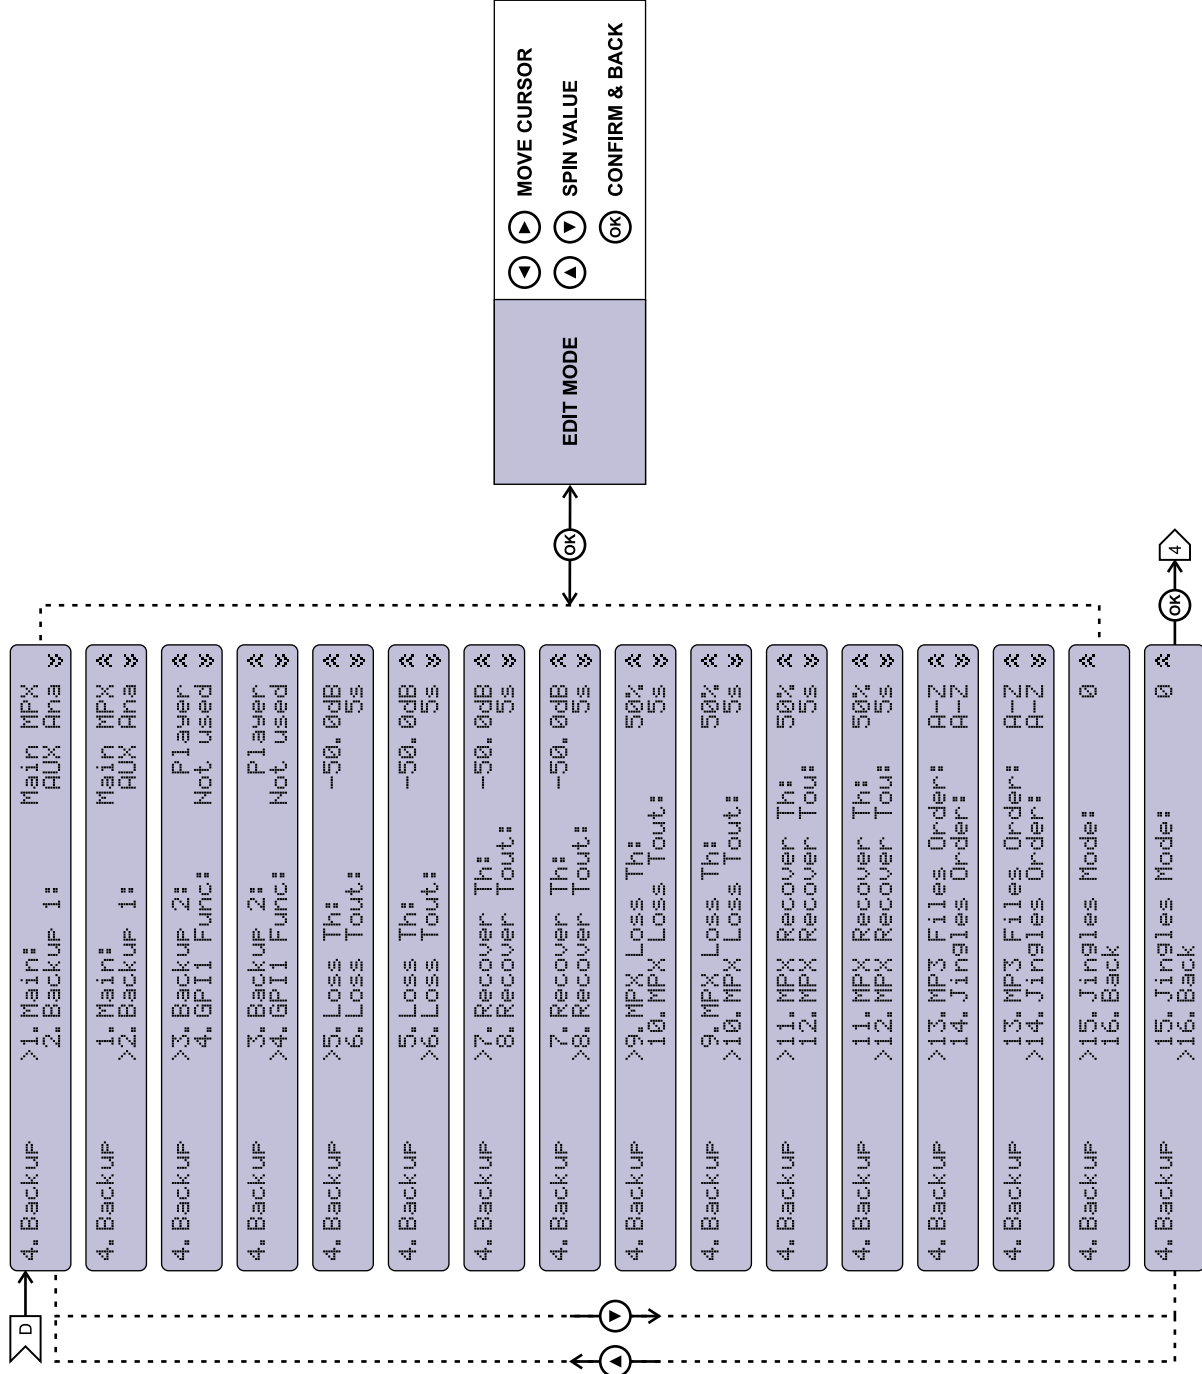 D
4.Backup >1.Main: Main MPX
2.Backup 1: AUX Ana »
4.Backup 1.Main: Main MPX «
>2.Backup 1: AUX Ana »
4.Backup >3.Backup 2: Player «
4.GPI1 Func: Not used »
4.Backup 3.Backup 2: Player «
>4.GPI1 Func: Not used »
4.Backup >5.Loss Th: -50.0dB «
6.Loss Tout: 5s »
4.Backup 5.Loss Th: -50.0dB «
>6.Loss Tout: 5s »
4.Backup >7.Recover Th: -50.0dB «
8.Recover Tout: 5s »
4.Backup 7.Recover Th: -50.0dB «
>8.Recover Tout: 5s »
4.Backup >9.MPX Loss Th: 50% «
10.MPX Loss Tout: 5s »
4.Backup 9.MPX Loss Th: 50% «
>10.MPX Loss Tout: 5s »
4.Backup >11.MPX Recover Th: 50% «
12.MPX Recover Tou: 5s »
4.Backup 11.MPX Recover Th: 50% «
>12.MPX Recover Tou: 5s »
4.Backup >13.MP3 Files Order: A-Z «
14.Jingles Order: A-Z »
4.Backup 13.MP3 Files Order: A-Z «
>14.Jingles Order: A-Z »
4.Backup >15.Jingles Mode: 0 «
16.Back
4.Backup >15.Jingles Mode: 0 «
>16.Back
OK
4
OK
EDIT MODE
MOVE CURSOR
SPIN VALUE
OK CONFIRM & BACK